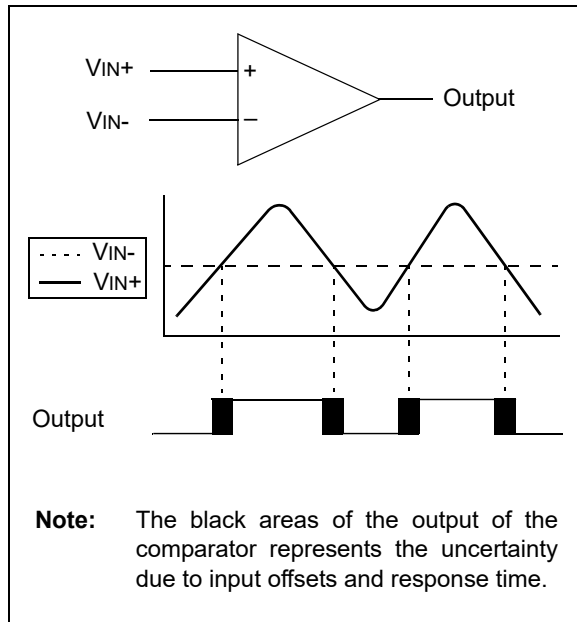 VIN+
+
Output
VIN-
–
VIN-
VIN+
Output
Note: The black areas of the output of the
comparator represents the uncertainty
due to input offsets and response time.